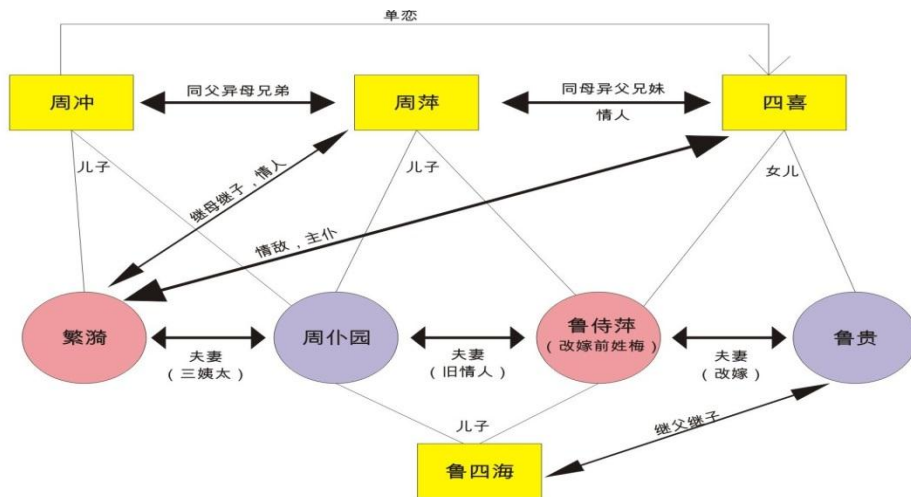 单恋
周冲
同父异母兄弟
周萍
同母异父兄妹
情人
四喜
儿子
继母继子，情人
儿子
女儿
情敌，主仆
繁漪
夫妻
（三姨太）
周仆园
夫妻
（旧情人）
鲁侍萍
（改嫁前姓梅）
夫妻
（改嫁）
鲁贵
儿子
继父继子
鲁四海